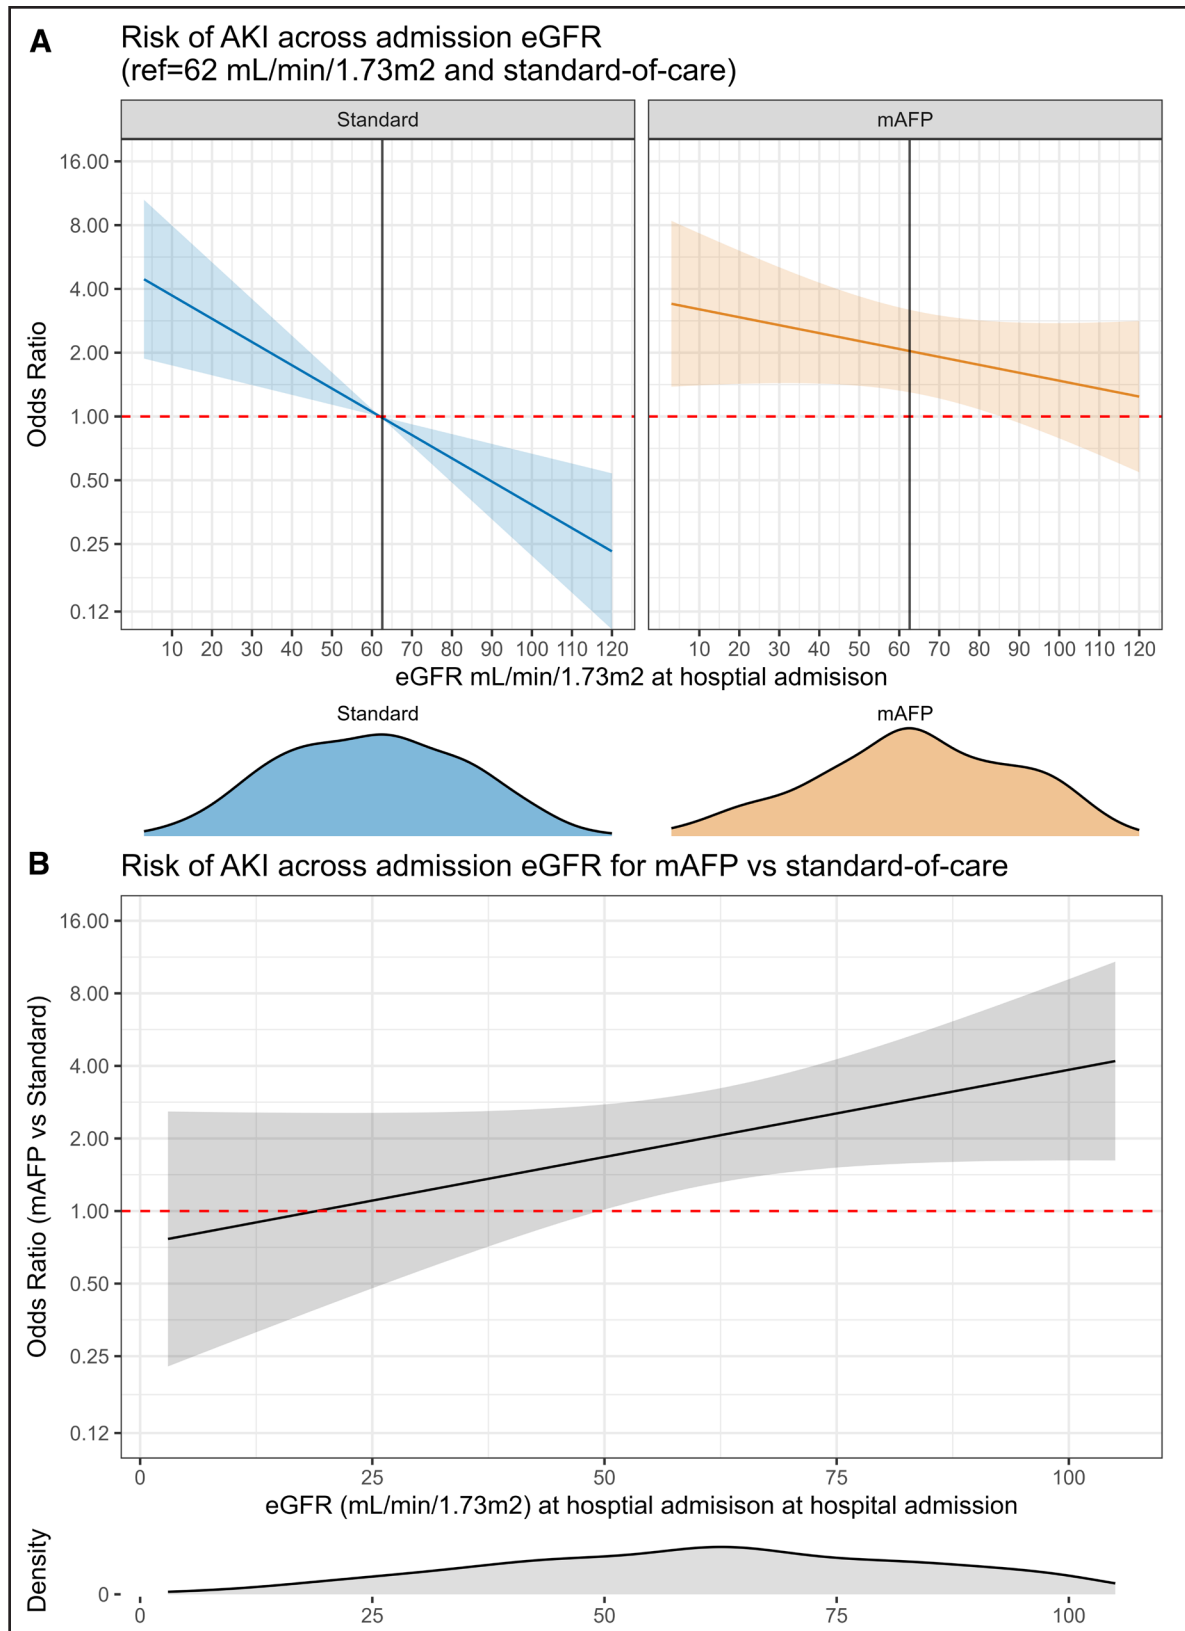 A
Risk of AKI across admission eGFR
(ref=62 mL/min/1.73m2 and standard-of-care)
Standard
mAFP
Odds Ratio
16.00
8.00
4.00
2.00
1.00
0.50
0.25
0.12
10 20 30 40 50 60 70 80 90 100 110 120
10 20 30 40 50 60 70 80 90 100 110 120
eGFR mL/min/1.73m2 at hosptial admisison
Standard
mAFP
B
Risk of AKI across admission eGFR for mAFP vs standard-of-care
Odds Ratio (mAFP vs Standard)
16.00
8.00
4.00
2.00
1.00
0.50
0.25
0.12
0 25 50 75 100
eGFR (mL/min/1.73m2) at hosptial admisison at hospital admission
Density
0
0 25 50 75 100